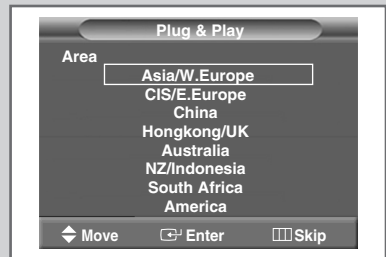 Plug & Play
Area
Asia/W.Europe
CIS/E.Europe
China
Hongkong/UK
Australia
NZ/Indonesia
South Africa
America
Move Enter Skip